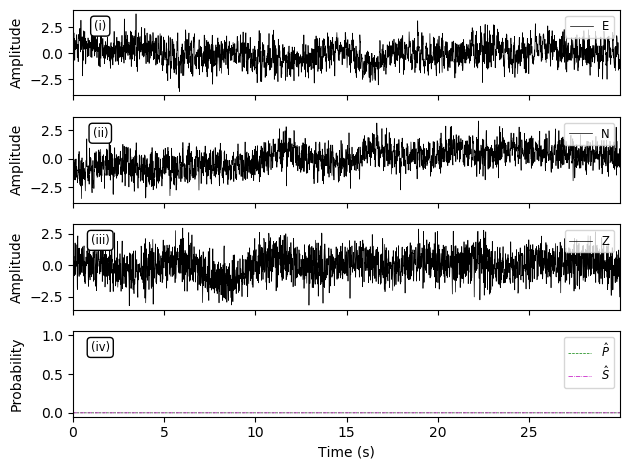 (i)
E
2.5
0.0
−2.5
Amplitude
(ii)
N
2.5
0.0
−2.5
Amplitude
(iii)
Z
2.5
0.0
−2.5
Amplitude
(iv)
P̂
Ŝ
1.0
0.5
0.0
Probability
0 5 10 15 20 25
Time (s)